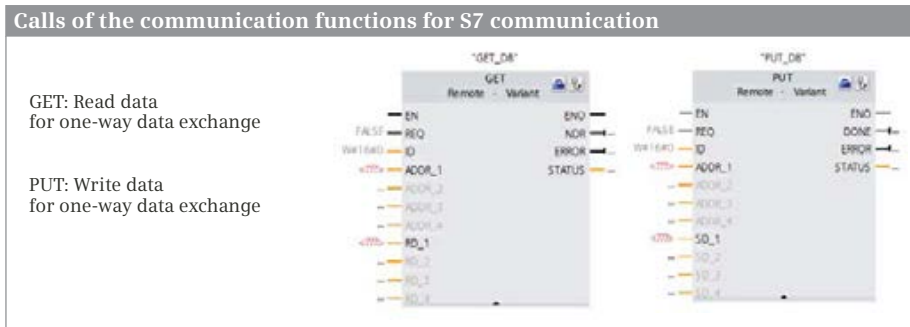 Calls of the communication functions for S7 communication
GET: Read data
for one-way data exchange
PUT: Write data
for one-way data exchange
"GET_DB"
GET
Remote - Variant
EN
ENO
FALSE
REQ
NDR
W#16#0
ID
ERROR
<???>
ADDR_1
STATUS
ADDR_2
ADDR_3
ADDR_4
<???>
RD_1
RD_2
RD_3
RD_4
"PUT_DB"
PUT
Remote - Variant
EN
ENO
FALSE
REQ
DONE
W#16#0
ID
ERROR
<???>
ADDR_1
STATUS
ADDR_2
ADDR_3
ADDR_4
<???>
SD_1
SD_2
SD_3
SD_4